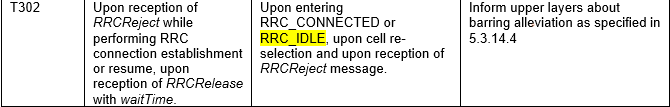 T302
Upon reception of
RRCReject while
performing RRC
connection establishment
or resume, upon
reception of RRCRelease
with waitTime.
Upon entering
RRC_CONNECTED or
RRC_IDLE, upon cell re-
selection and upon reception of
RRCReject message.
Inform upper layers about
barring alleviation as specified in
5.3.14.4